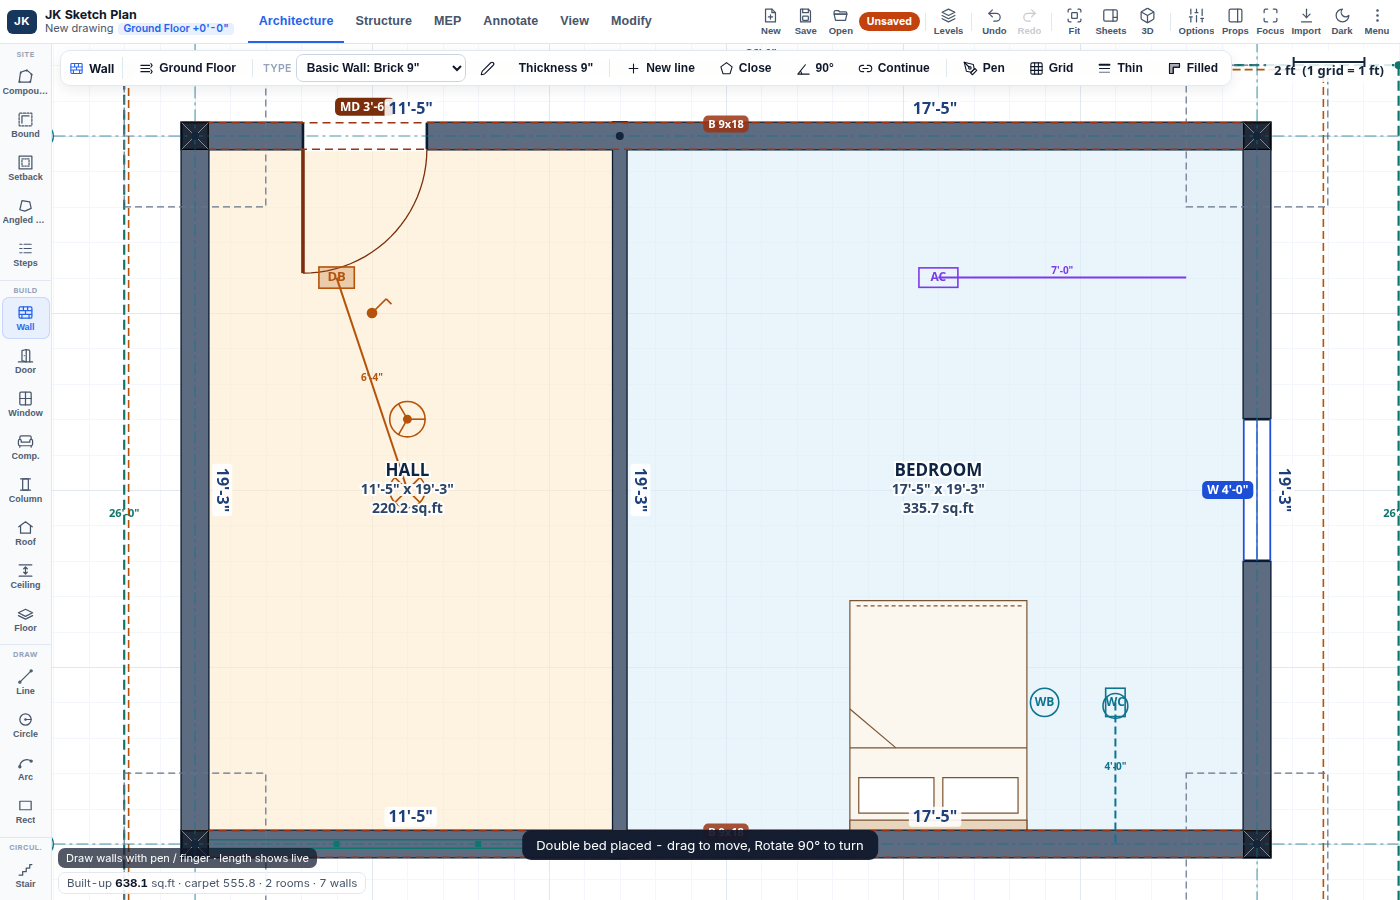 JK
JK Sketch Plan
New drawing Ground Floor +0'-0"
Architecture Structure MEP Annotate View Modify
New Save Open Unsaved Levels Undo Redo Fit Sheets 3D Options Props Focus Import Dark Menu
Wall Ground Floor TYPE Basic Wall: Brick 9" Thickness 9" New line Close 90° Continue Pen Grid Thin Filled
2 ft (1 grid = 1 ft)
SITE
Compou...
Bound
Setback
Angled ...
Steps
BUILD
Wall
Door
Window
Comp.
Column
Roof
Ceiling
Floor
DRAW
Line
Circle
Arc
Rect
CIRCUL.
Stair
MD 3'-6
11'-5"
17'-5"
B 9x18
DB
AC
7'-0"
6'-4"
HALL
11'-5" x 19'-3"
220.2 sq.ft
BEDROOM
17'-5" x 19'-3"
335.7 sq.ft
19'-3"
19'-3"
19'-3"
W 4'-0"
26'-0"
WB
WC
4'-0"
11'-5"
17'-5"
Double bed placed - drag to move, Rotate 90° to turn
Draw walls with pen / finger · length shows live
Built-up 638.1 sq.ft · carpet 555.8 · 2 rooms · 7 walls